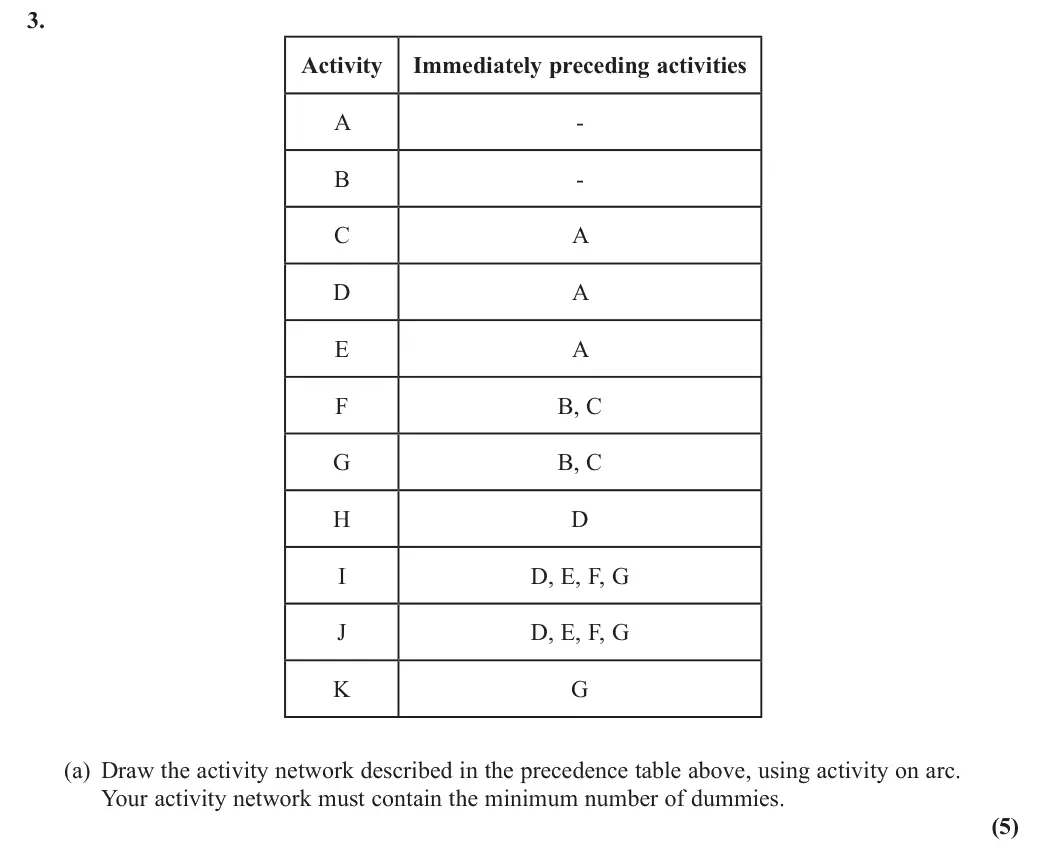 3.
Activity Immediately preceding activities
A -
B -
C A
D A
E A
F B, C
G B, C
H D
I D, E, F, G
J D, E, F, G
K G
(a) Draw the activity network described in the precedence table above, using activity on arc.
Your activity network must contain the minimum number of dummies.
(5)